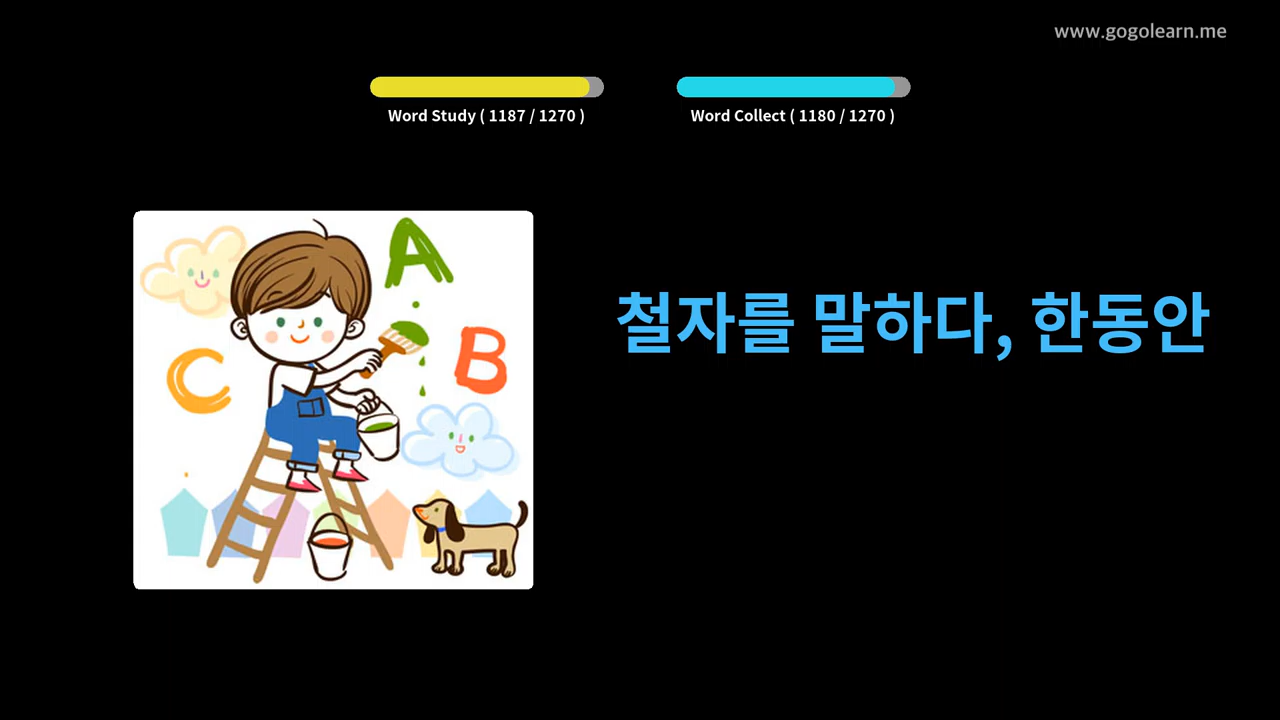 www.gogolearn.me
Word Study ( 1187 / 1270 )
Word Collect ( 1180 / 1270 )
A
B
C
철자를 말하다, 한동안